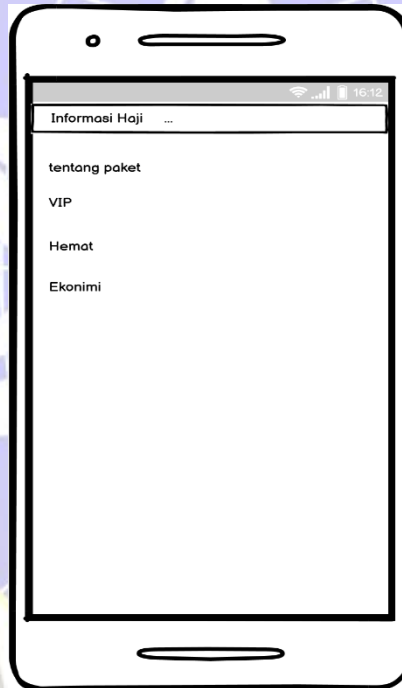 16:12
Informasi Haji ...
tentang paket
VIP
Hemat
Ekonimi